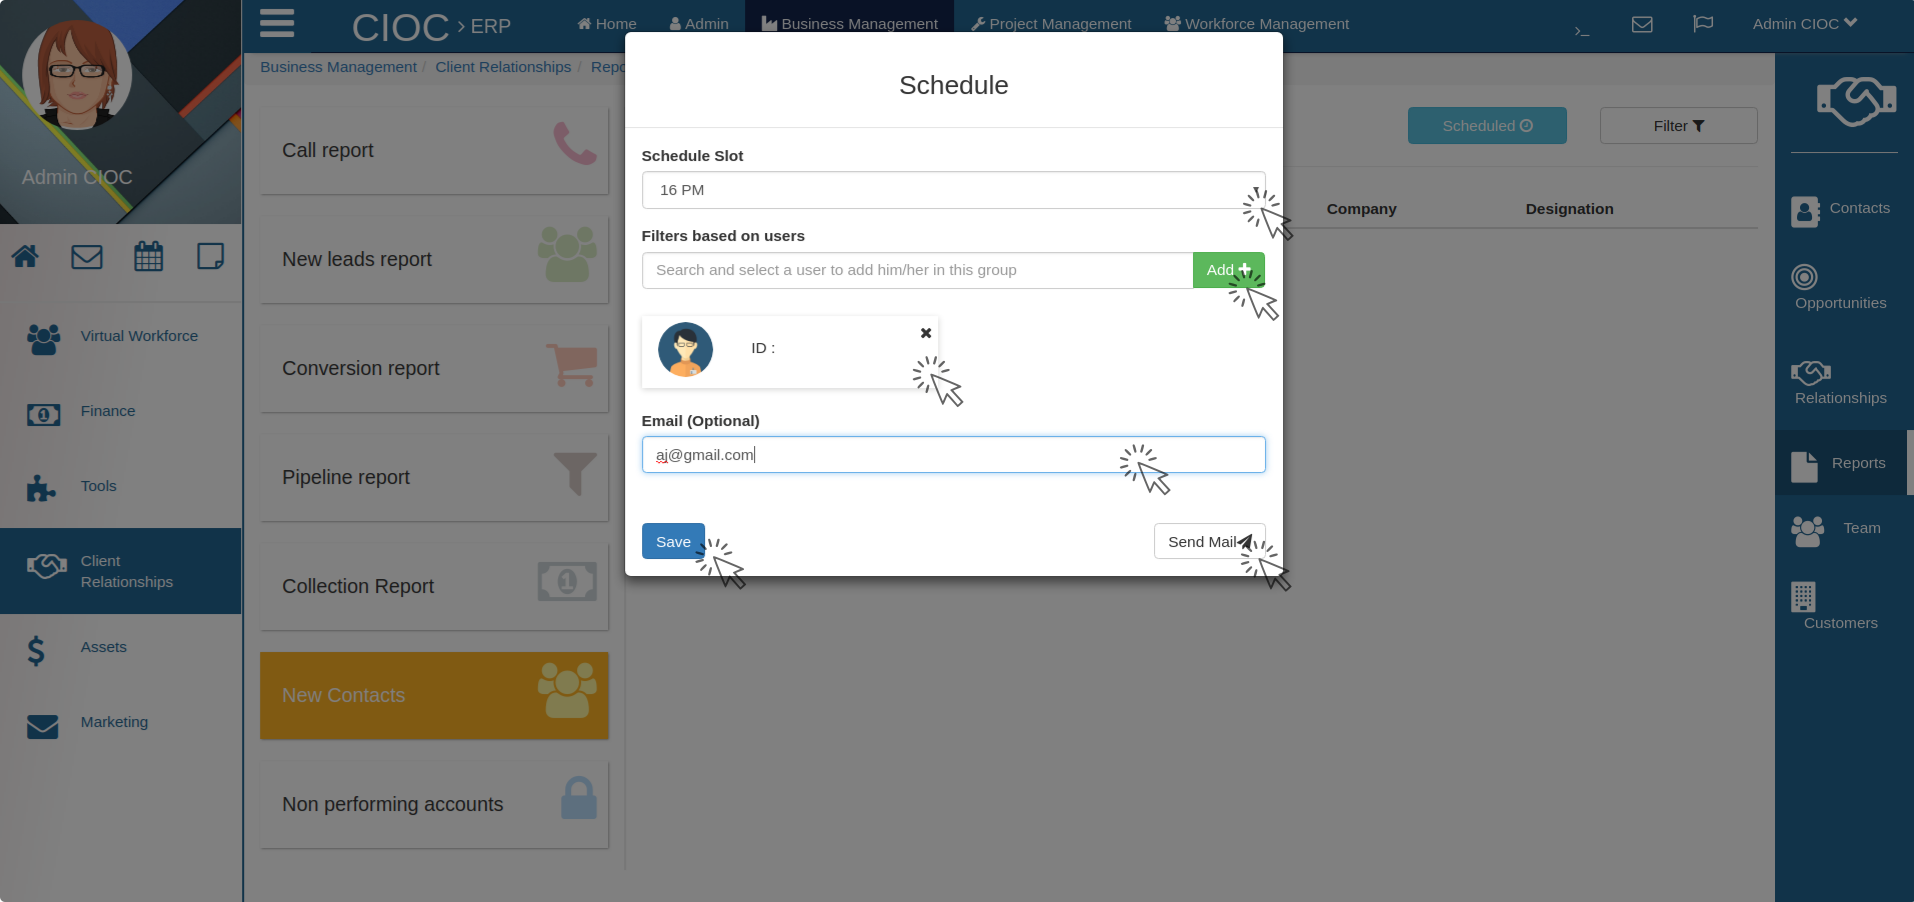 CIOC > ERP
Home
Admin
Business Management
Project Management
Workforce Management
>_
Admin CIOC
Business Management / Client Relationships / Repo
Admin CIOC
Virtual Workforce
Finance
Tools
Client
Relationships
Assets
Marketing
Call report
New leads report
Conversion report
Pipeline report
Collection Report
New Contacts
Non performing accounts
Schedule
Schedule Slot
16 PM
Filters based on users
Search and select a user to add him/her in this group
Add +
ID :
Email (Optional)
aj@gmail.com
Save
Send Mail
Scheduled
Filter
Company
Designation
Contacts
Opportunities
Relationships
Reports
Team
Customers